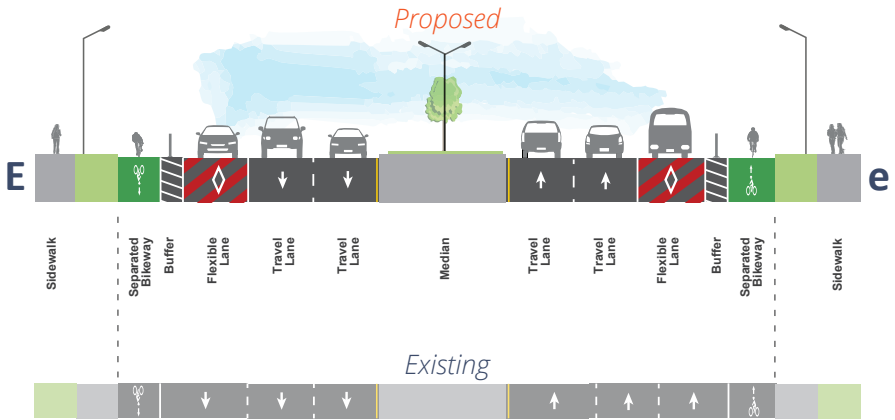 Proposed
E
e
Sidewalk
Separated
Bikeway
Buffer
Flexible
Lane
Travel
Lane
Travel
Lane
Median
Travel
Lane
Travel
Lane
Flexible
Lane
Buffer
Separated
Bikeway
Sidewalk
Existing